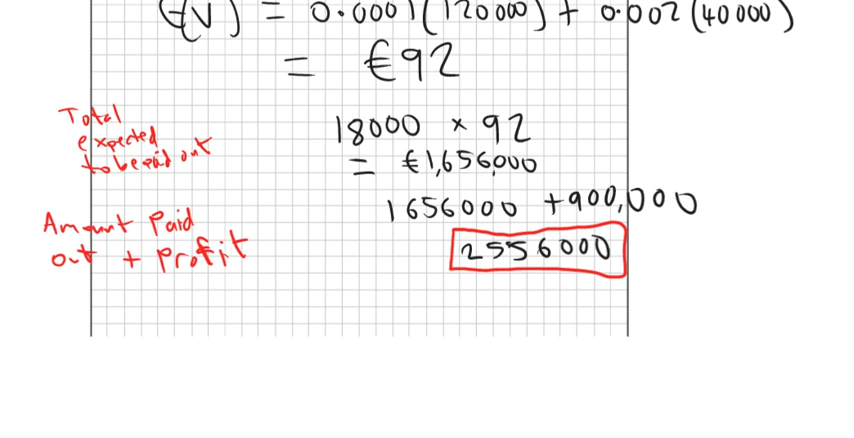 E(V) = 0.0001(120000) + 0.002(40000)
= €92
Total
expected
to be paid out
18000 × 92
= €1,656,000
1656000 + 900,000
Amount Paid
out + Profit
2556000